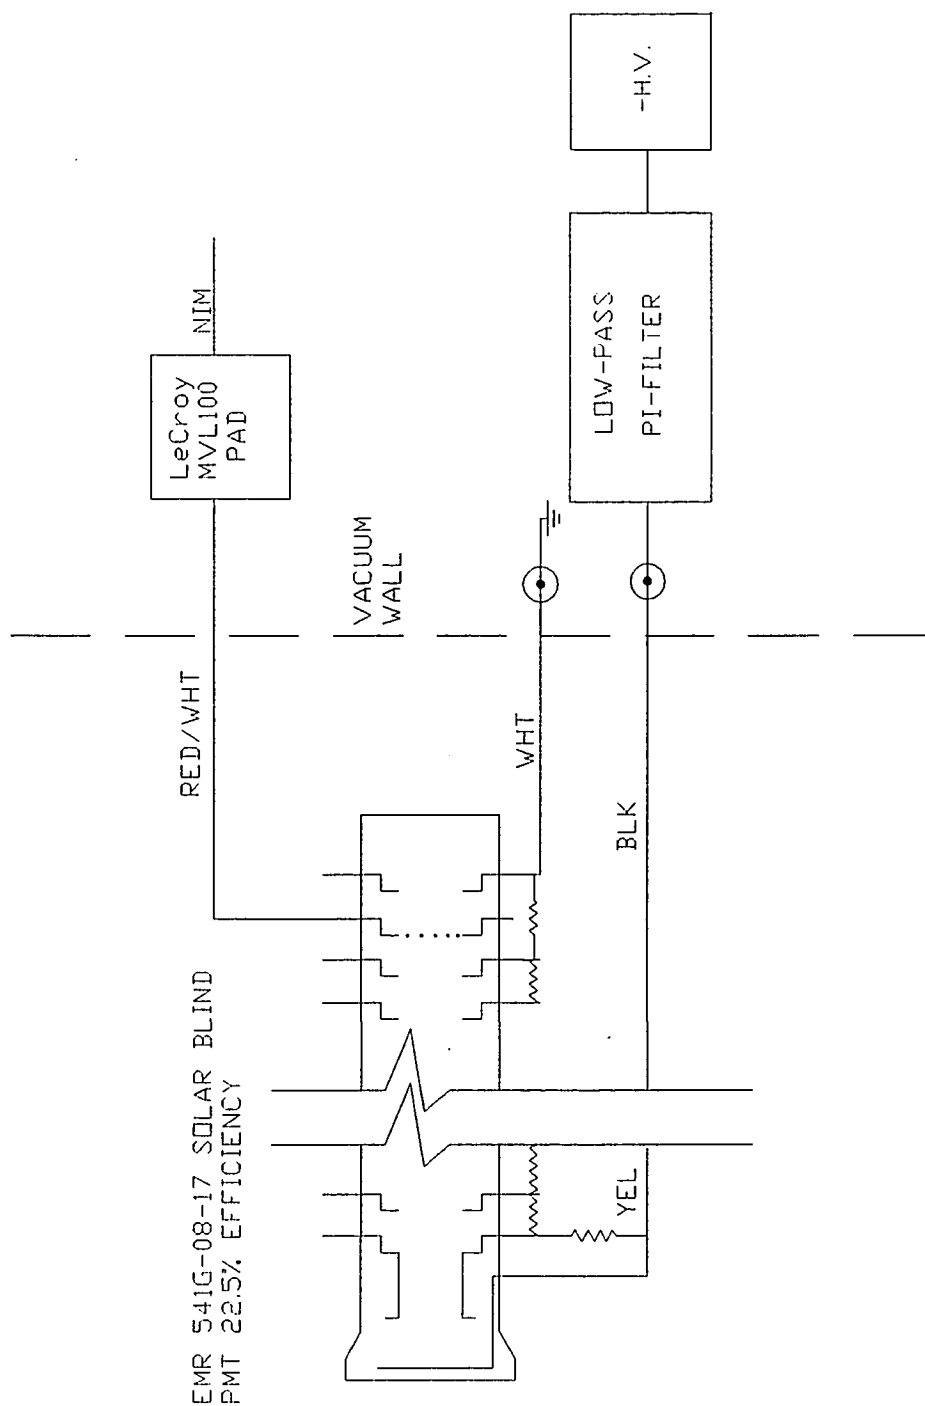 EMR 541G-08-17 SOLAR BLIND
PMT 22.5% EFFICIENCY
RED/WHT
LeCroy
MVL100
PAD
NIM
VACUUM
WALL
WHT
YEL
BLK
LOW-PASS
PI-FILTER
-H.V.